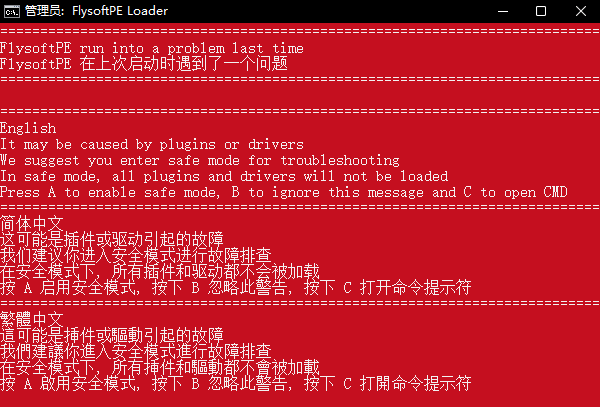 管理员: FlysoftPE Loader
================================================================================
FlysoftPE run into a problem last time
FlysoftPE 在上次启动时遇到了一个问题
================================================================================
================================================================================
English
It may be caused by plugins or drivers
We suggest you enter safe mode for troubleshooting
In safe mode, all plugins and drivers will not be loaded
Press A to enable safe mode, B to ignore this message and C to open CMD
================================================================================
简体中文
这可能是插件或驱动引起的故障
我们建议你进入安全模式进行故障排查
在安全模式下, 所有插件和驱动都不会被加载
按 A 启用安全模式, 按下 B 忽略此警告, 按下 C 打开命令提示符
================================================================================
繁體中文
這可能是挿件或驅動引起的故障
我們建議你進入安全模式進行故障排查
在安全模式下, 所有挿件和驅動都不會被加載
按 A 啟用安全模式, 按下 B 忽略此警告, 按下 C 打開命令提示符